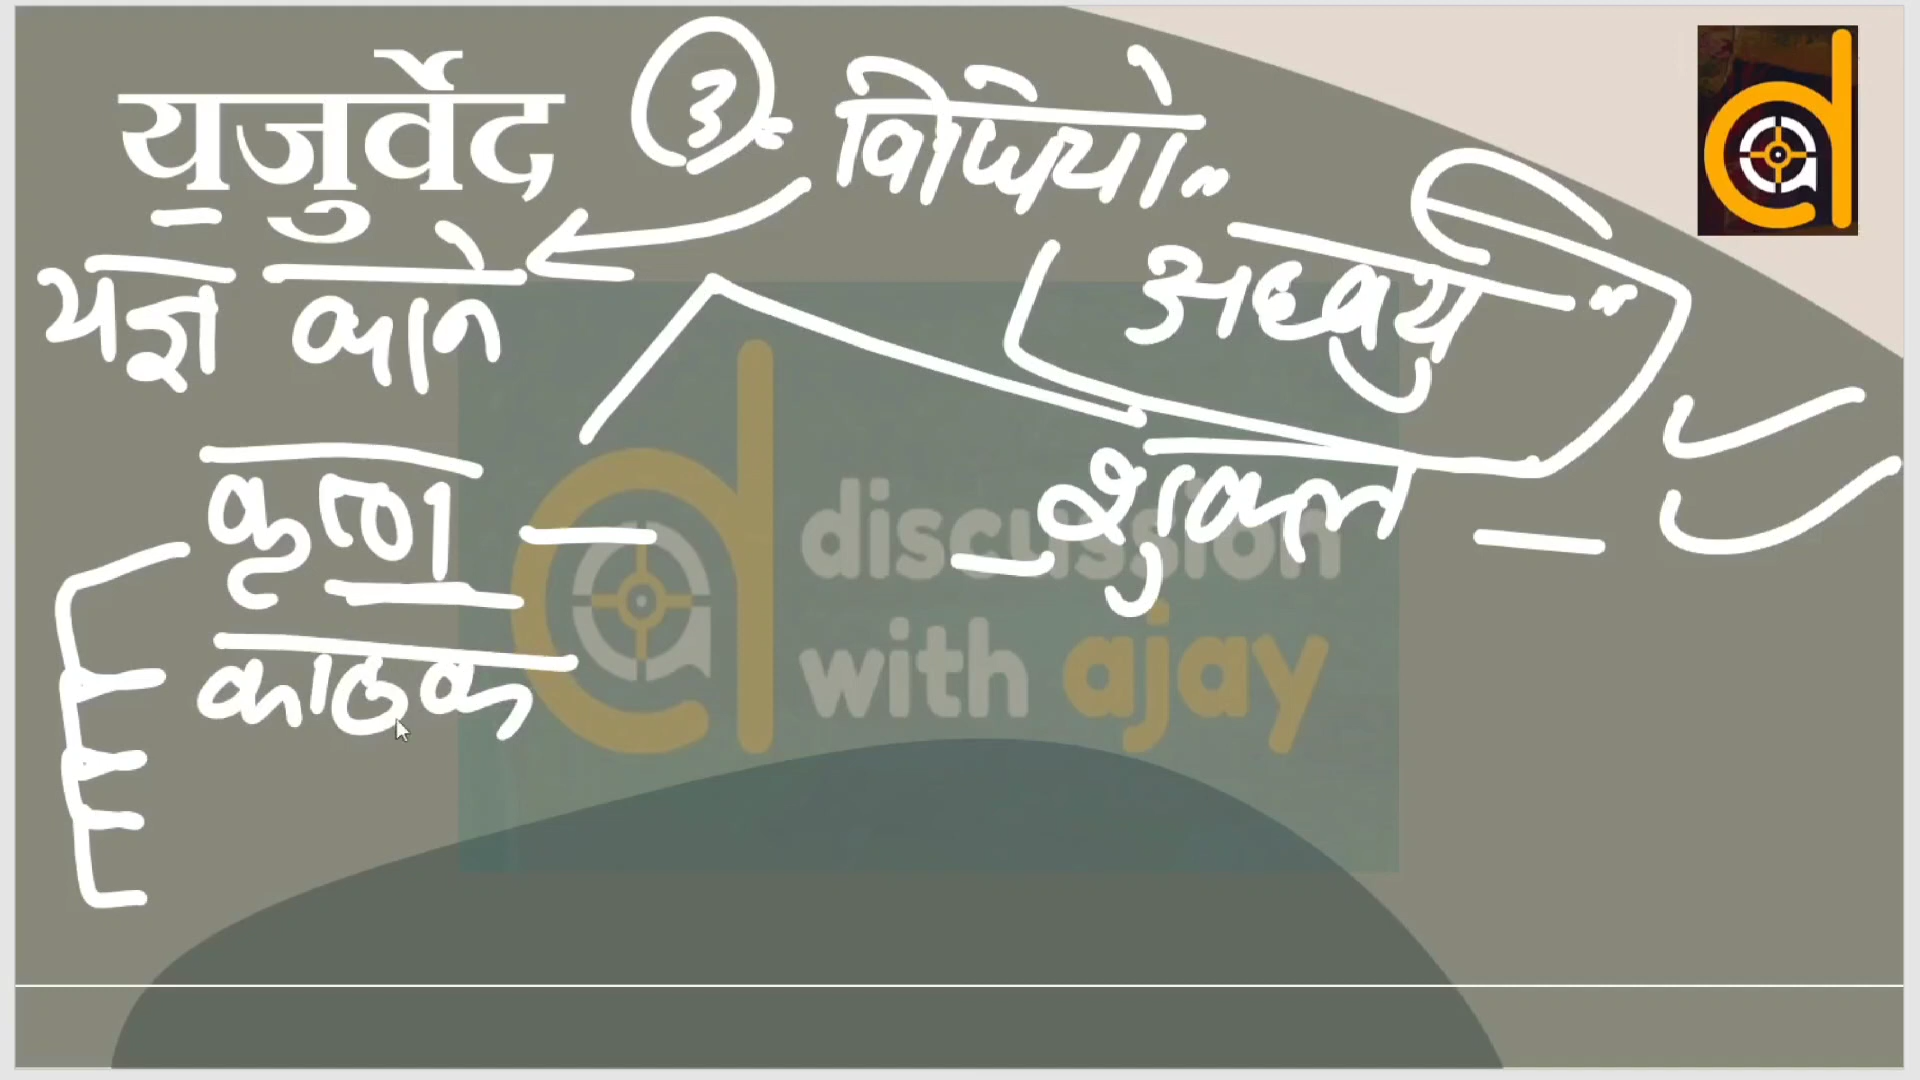 यजुर्वेद ③ विधियो
यज्ञ काने
अध्वर्यु
कृष्ण
शुक्ल
काठक
discussion
with ajay